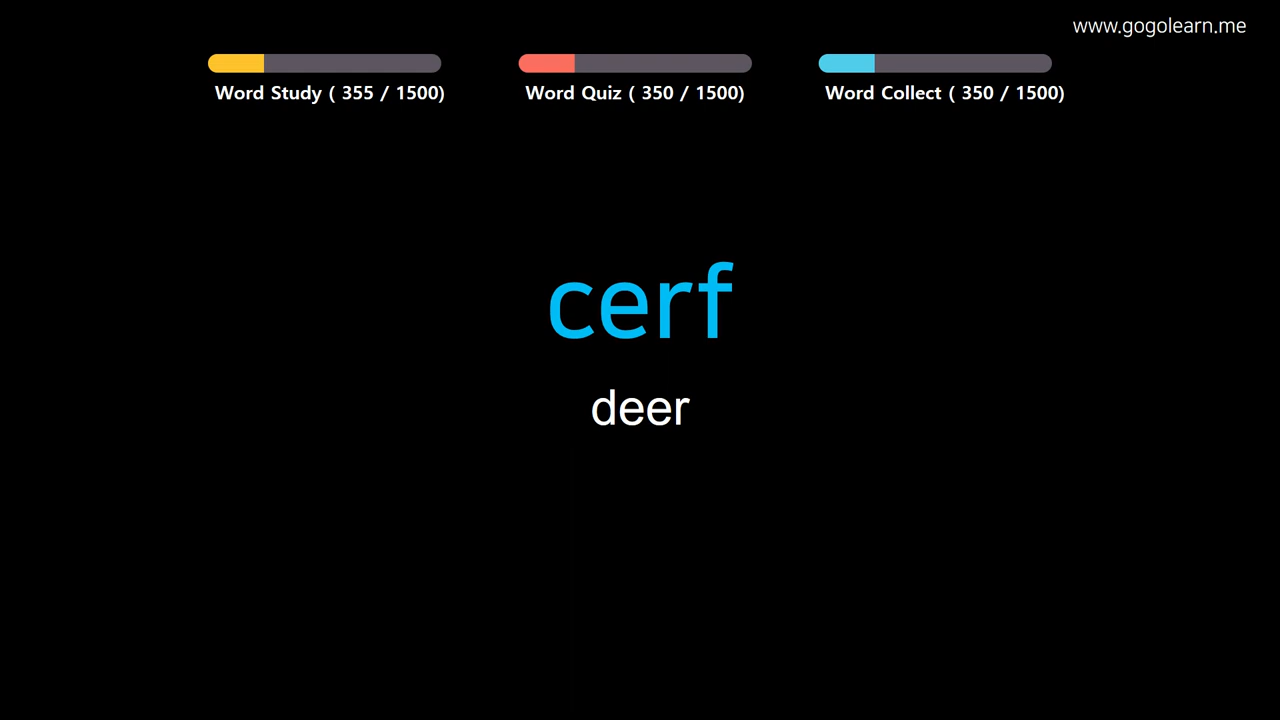 www.gogolearn.me
Word Study ( 355 / 1500)
Word Quiz ( 350 / 1500)
Word Collect ( 350 / 1500)
cerf
deer